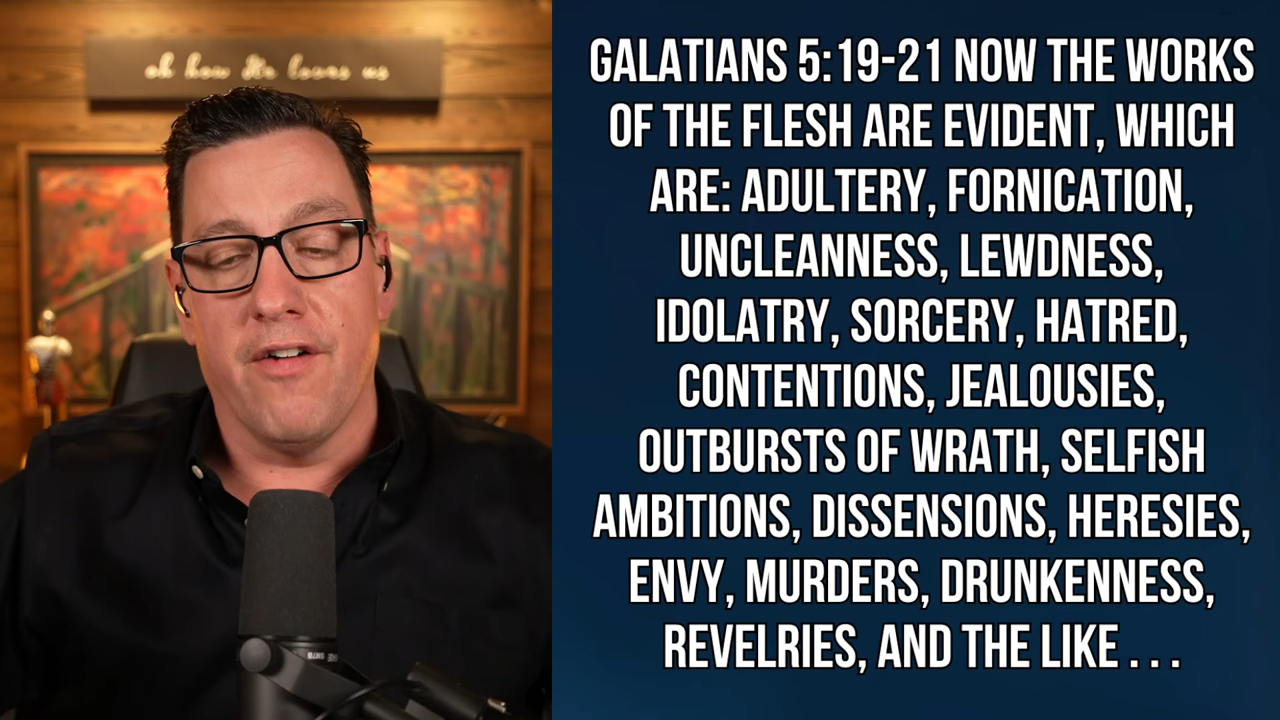 oh how He loves us
GALATIANS 5:19-21 NOW THE WORKS
OF THE FLESH ARE EVIDENT, WHICH
ARE: ADULTERY, FORNICATION,
UNCLEANNESS, LEWDNESS,
IDOLATRY, SORCERY, HATRED,
CONTENTIONS, JEALOUSIES,
OUTBURSTS OF WRATH, SELFISH
AMBITIONS, DISSENSIONS, HERESIES,
ENVY, MURDERS, DRUNKENNESS,
REVELRIES, AND THE LIKE . . .